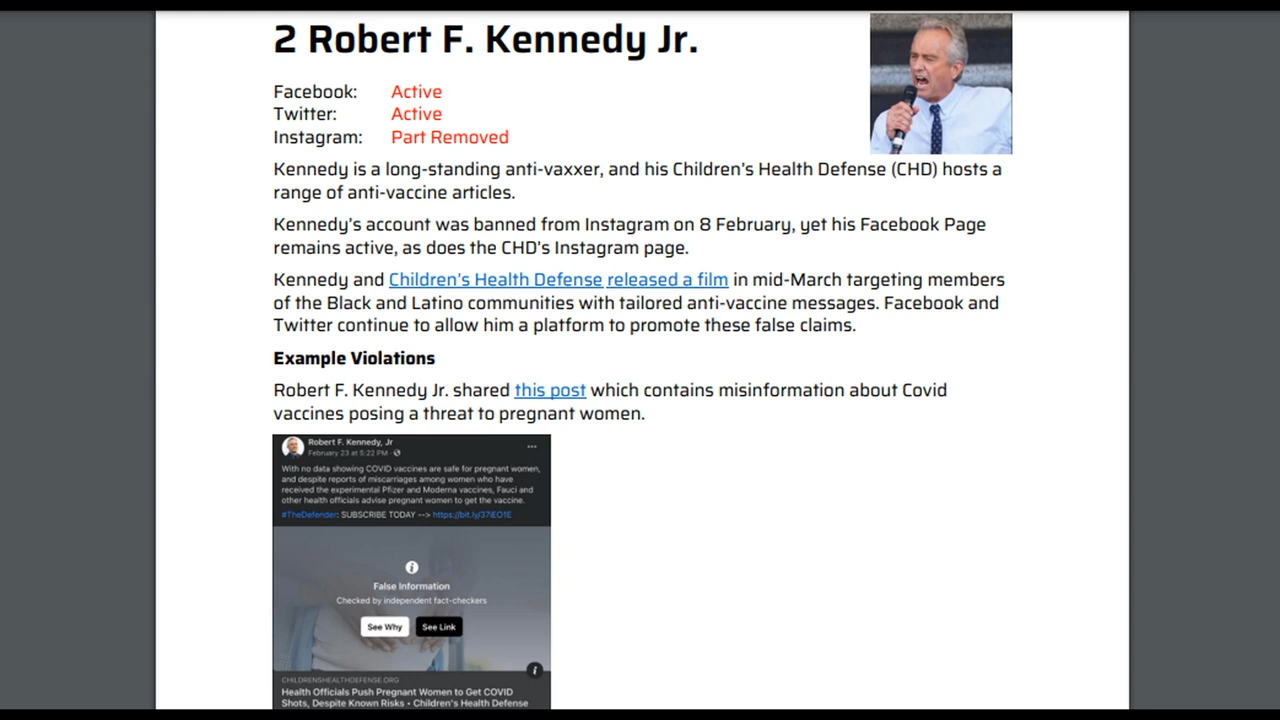 2 Robert F. Kennedy Jr.
Facebook: Active
Twitter: Active
Instagram: Part Removed
Kennedy is a long-standing anti-vaxxer, and his Children's Health Defense (CHD) hosts a
range of anti-vaccine articles.
Kennedy's account was banned from Instagram on 8 February, yet his Facebook Page
remains active, as does the CHD's Instagram page.
Kennedy and Children's Health Defense released a film in mid-March targeting members
of the Black and Latino communities with tailored anti-vaccine messages. Facebook and
Twitter continue to allow him a platform to promote these false claims.
Example Violations
Robert F. Kennedy Jr. shared this post which contains misinformation about Covid
vaccines posing a threat to pregnant women.
Robert F. Kennedy, Jr
February 23 at 5:22 PM ·
With no data showing COVID vaccines are safe for pregnant women,
and despite reports of miscarriages among women who have
received the experimental Pfizer and Moderna vaccines, Fauci and
other health officials advise pregnant women to get the vaccine.
#TheDefender: SUBSCRIBE TODAY --> https://bit.ly/37iEO1E
False Information
Checked by independent fact-checkers
See Why See Link
CHILDRENSHEALTHDEFENSE.ORG
Health Officials Push Pregnant Women to Get COVID
Shots, Despite Known Risks • Children's Health Defense